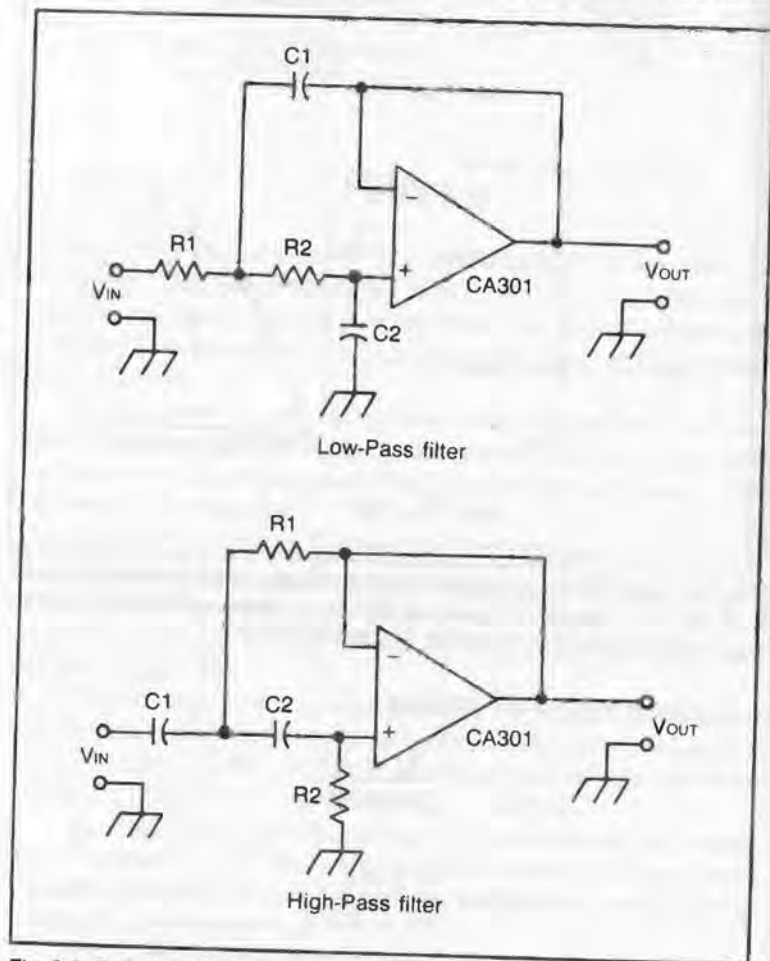 C1
R1
R2
VIN
C2
CA301
VOUT
Low-Pass filter
R1
C1
C2
VIN
R2
CA301
VOUT
High-Pass filter